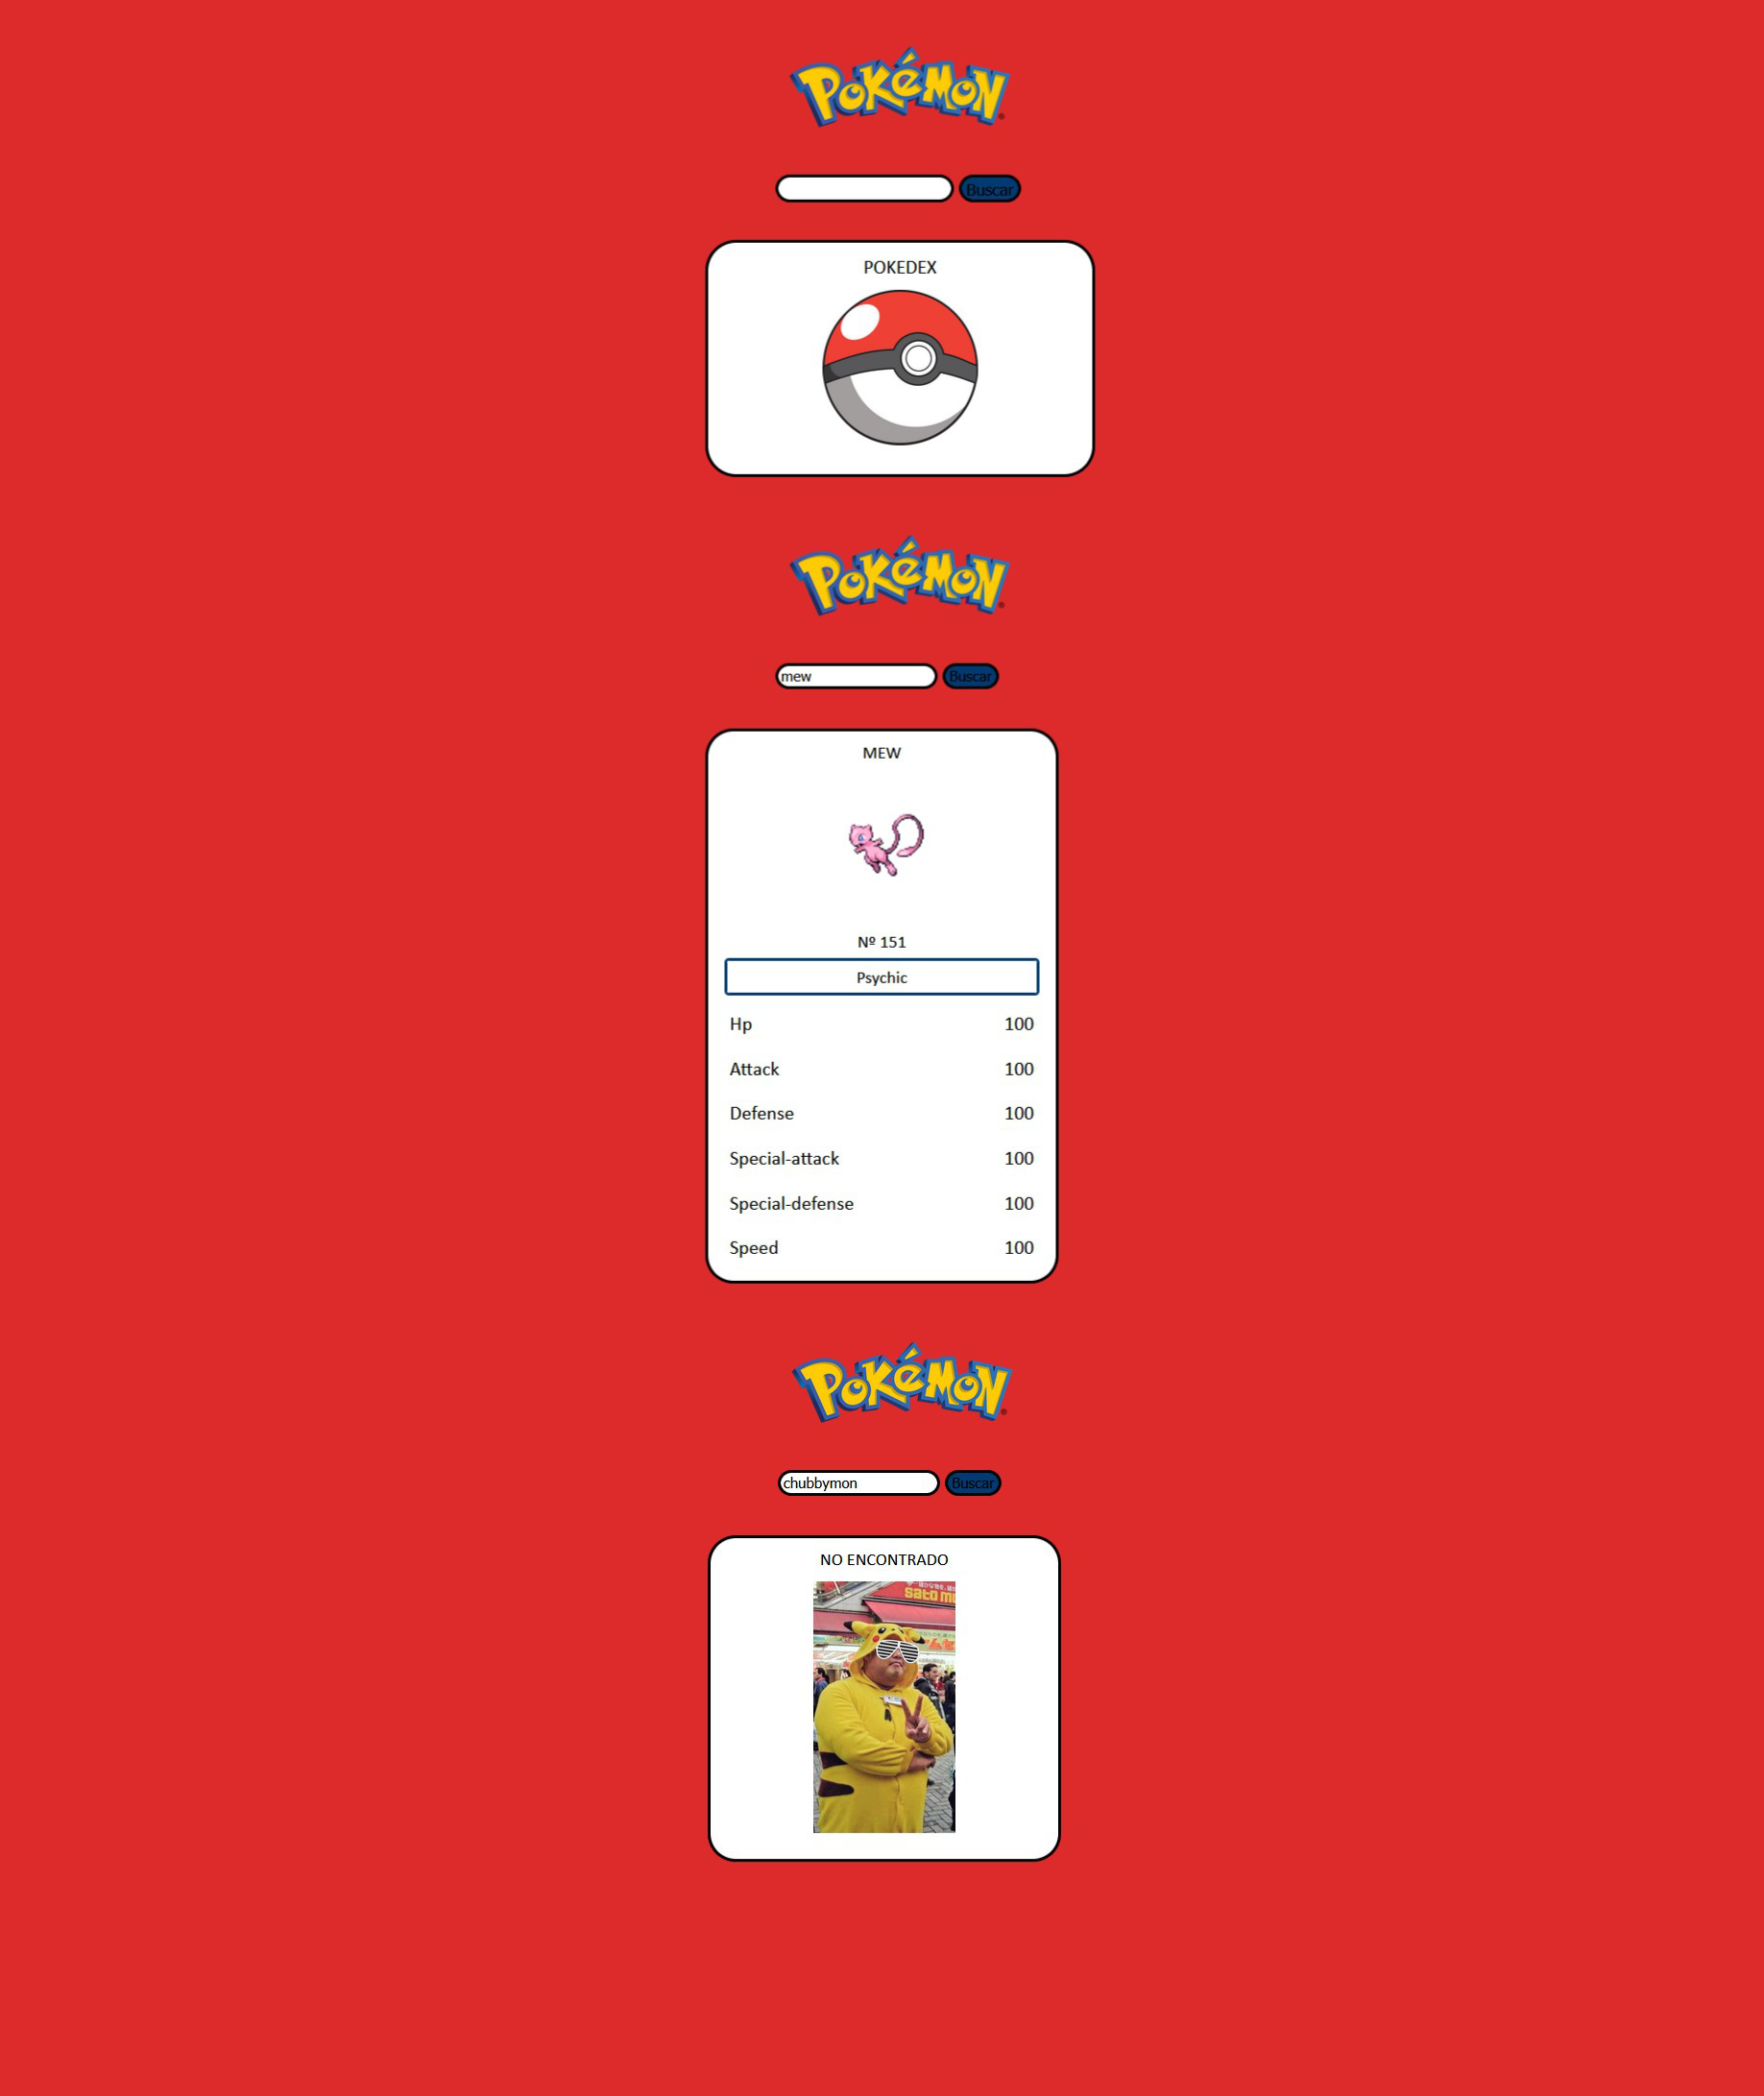 Pokémon
Buscar
POKEDEX
Pokémon
mew Buscar
MEW
Nº 151
Psychic
Hp 100
Attack 100
Defense 100
Special-attack 100
Special-defense 100
Speed 100
Pokémon
chubbymon Buscar
NO ENCONTRADO